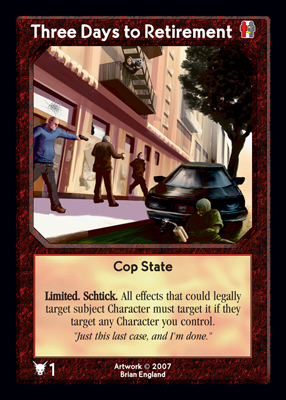 Three Days to Retirement
Cop State
Limited. Schtick. All effects that could legally
target subject Character must target it if they
target any Character you control.
"Just this last case, and I'm done."
1
Artwork © 2007
Brian England